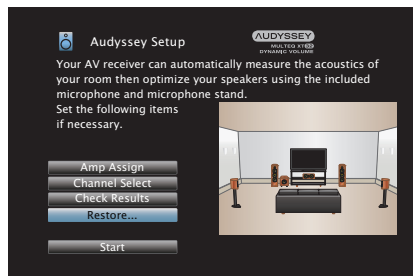 Audyssey Setup
AUDYSSEY
MULTEQ XT32
DYNAMIC VOLUME
Your AV receiver can automatically measure the acoustics of
your room then optimize your speakers using the included
microphone and microphone stand.
Set the following items
if necessary.
Amp Assign
Channel Select
Check Results
Restore...
Start